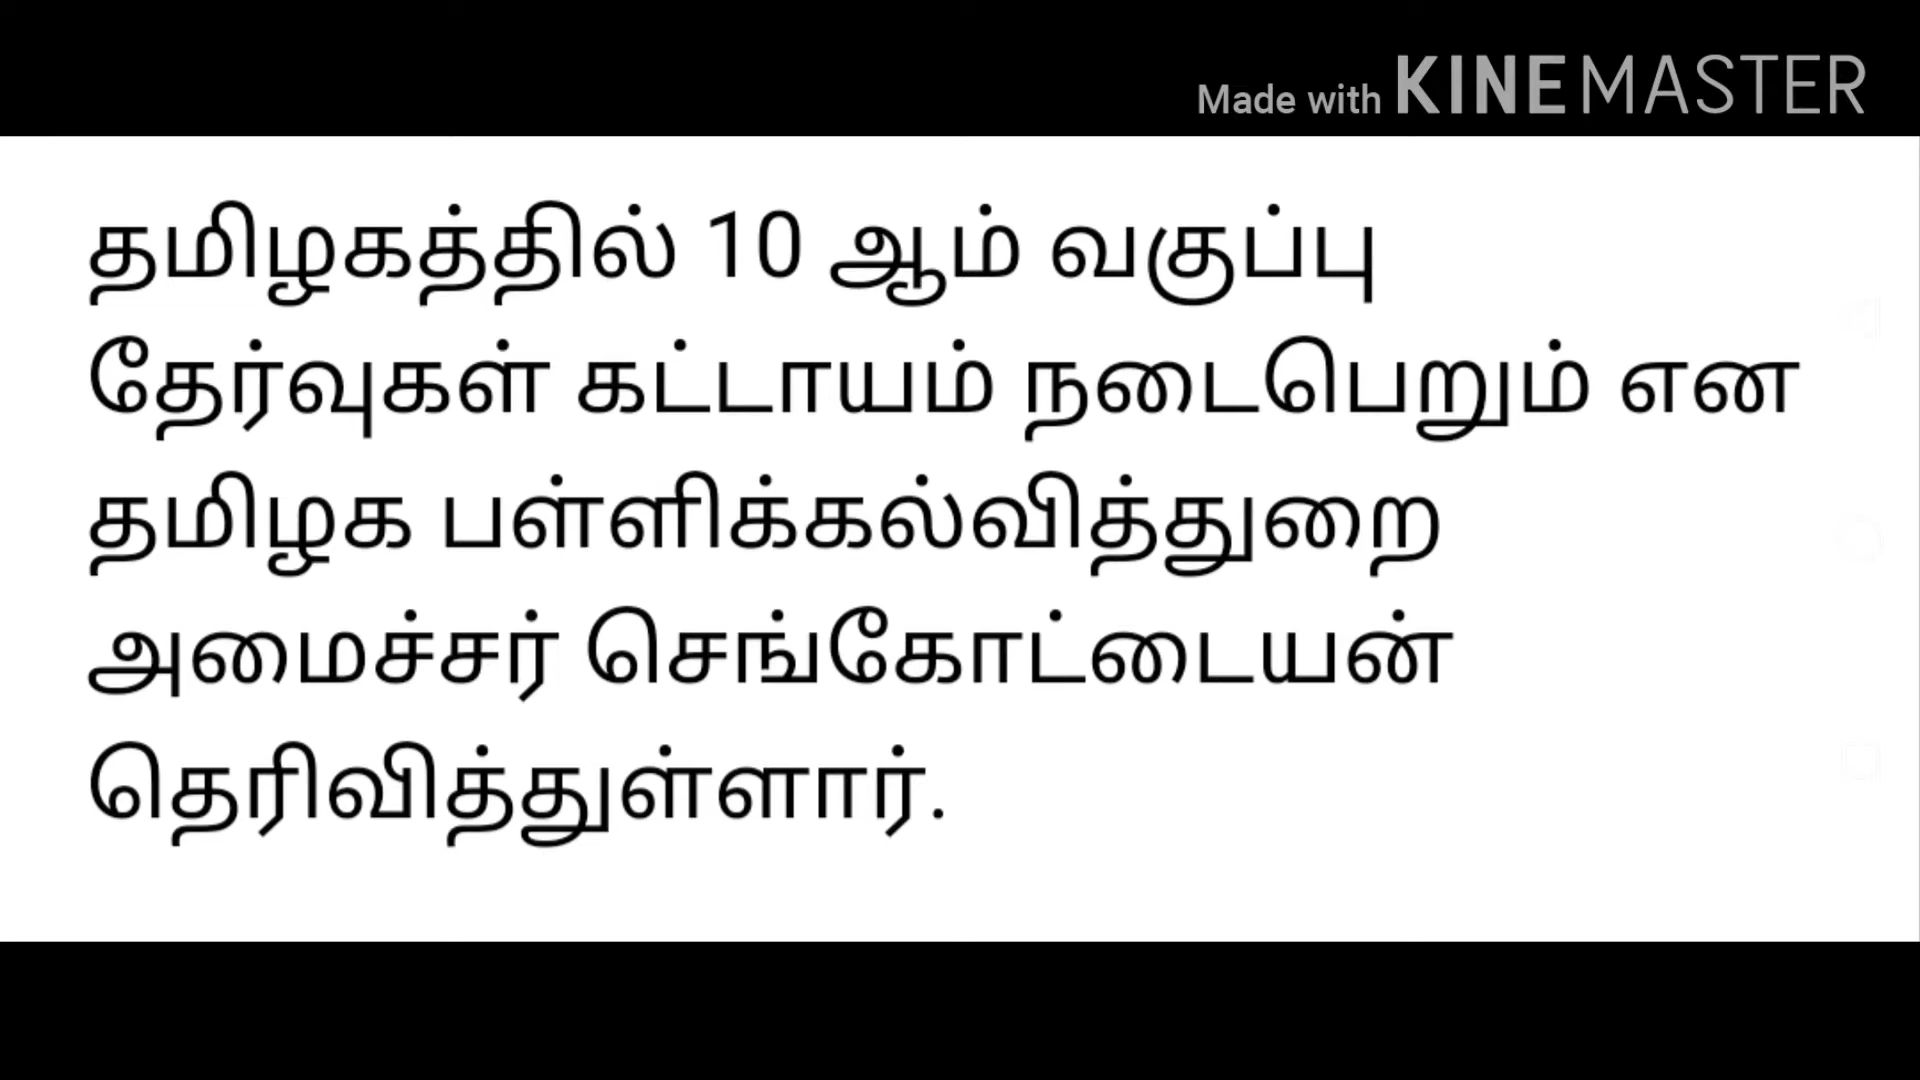 Made with KINEMASTER
தமிழகத்தில் 10 ஆம் வகுப்பு
தேர்வுகள் கட்டாயம் நடைபெறும் என
தமிழக பள்ளிக்கல்வித்துறை
அமைச்சர் செங்கோட்டையன்
தெரிவித்துள்ளார்.